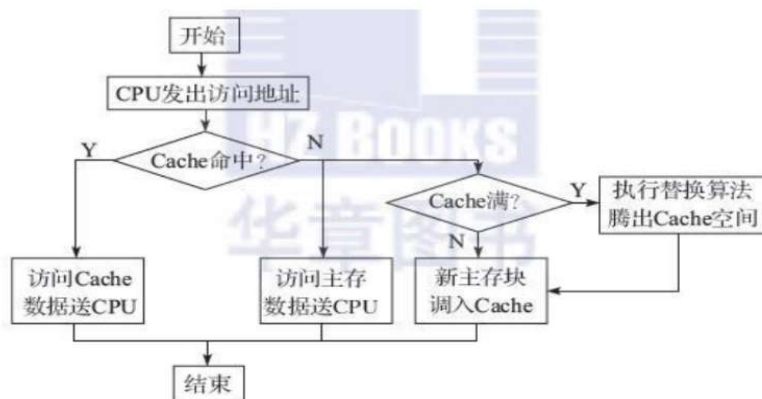 开始
CPU发出访问地址
HZ BOOKS
Y
Cache命中?
N
Cache满?
Y
执行替换算法
腾出Cache空间
华章图书
N
访问Cache
数据送CPU
访问主存
数据送CPU
新主存块
调入Cache
结束